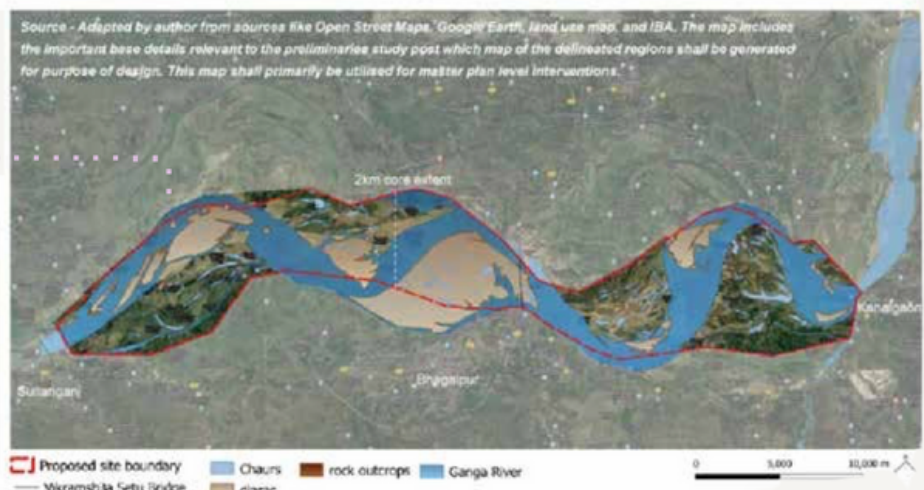 Source - Adapted by author from sources like Open Street Maps, Google Earth, land use map, and IBA. The map includes
the important base details relevant to the preliminaries study post which map of the delineated regions shall be generated
for purpose of design. This map shall primarily be utilised for master plan level interventions.
2km core extent
Sultanganj
Bhagalpur
Proposed site boundary
Chaurs
rock outcrops
Ganga River
Vikramshila Setu Bridge
0 5,000 10,000 m